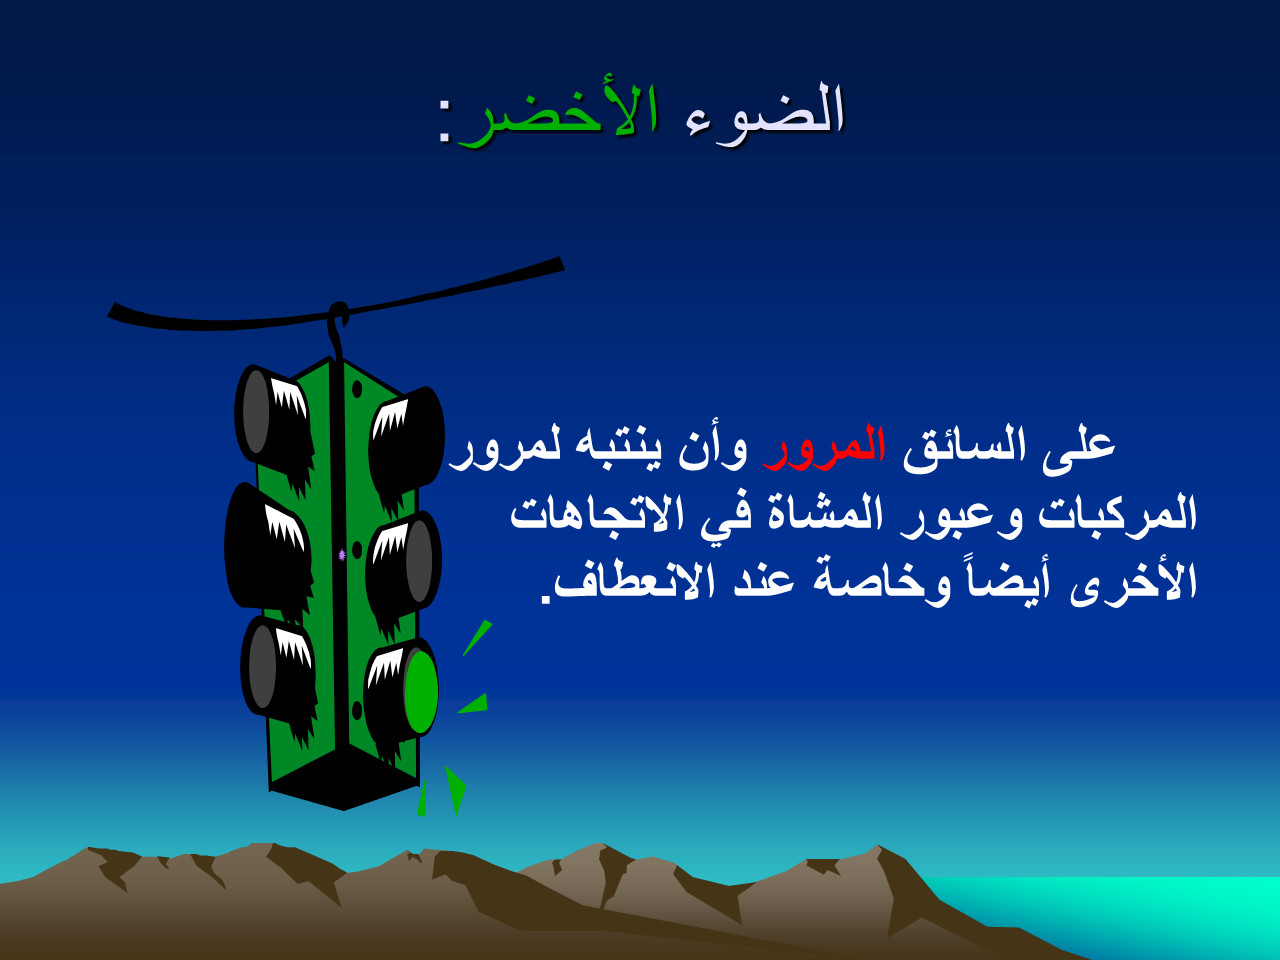 الضوء الأخضر:
على السائق المرور وأن ينتبه لمرور
المركبات وعبور المشاة في الاتجاهات
الأخرى أيضاً وخاصة عند الانعطاف.